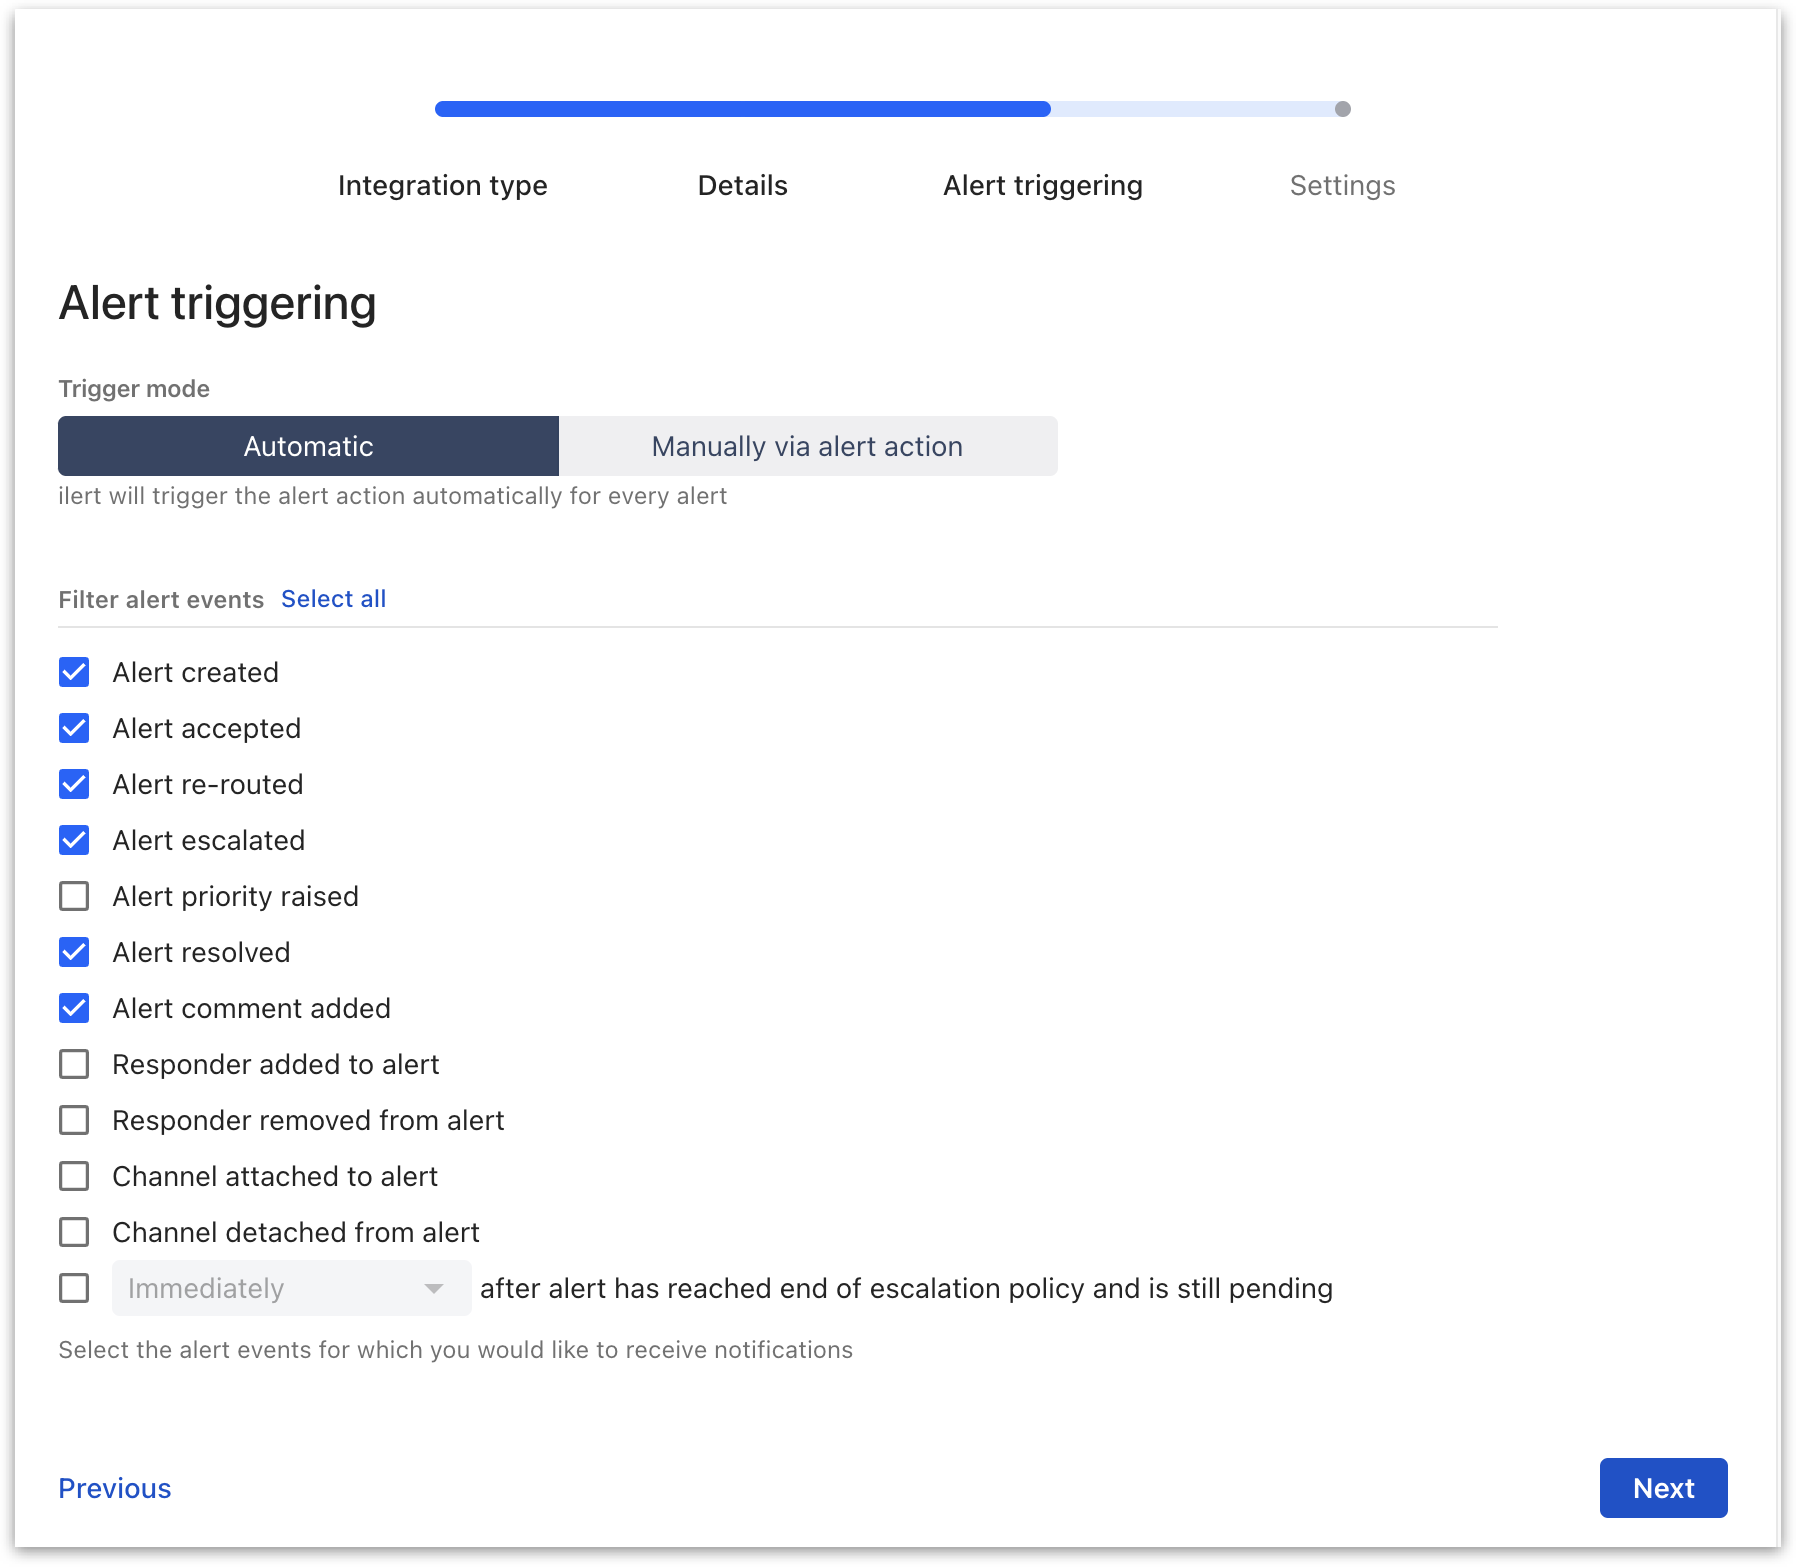 Integration type Details Alert triggering Settings
Alert triggering
Trigger mode
Automatic Manually via alert action
ilert will trigger the alert action automatically for every alert
Filter alert events Select all
Alert created
Alert accepted
Alert re-routed
Alert escalated
Alert priority raised
Alert resolved
Alert comment added
Responder added to alert
Responder removed from alert
Channel attached to alert
Channel detached from alert
Immediately after alert has reached end of escalation policy and is still pending
Select the alert events for which you would like to receive notifications
Previous Next